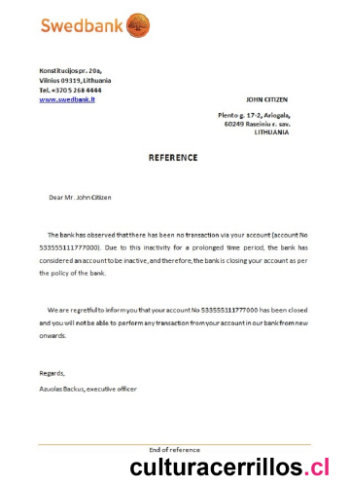 Swedbank
Konstitucijos pr. 20a,
Vilnius 09319, Lithuania
Tel. +370 5 268 4444
www.swedbank.lt
JOHN CITIZEN
Plento g. 17-2, Ariogala,
60249 Raseiniu r. sav.
LITHUANIA
REFERENCE
Dear Mr. John Citizen
The bank has observed that there has been no transaction via your account (account No
533555111777000). Due to this inactivity for a prolonged time period, the bank has
considered an account to be inactive, and therefore, the bank is closing your account as per
the policy of the bank.
We are regretful to inform you that your account No 533555111777000 has been closed
and you will not be able to perform any transaction from your account in our bank from new
onwards.
Regards,
Azuolas Backus, executive officer
End of reference
culturacerrillos.cl